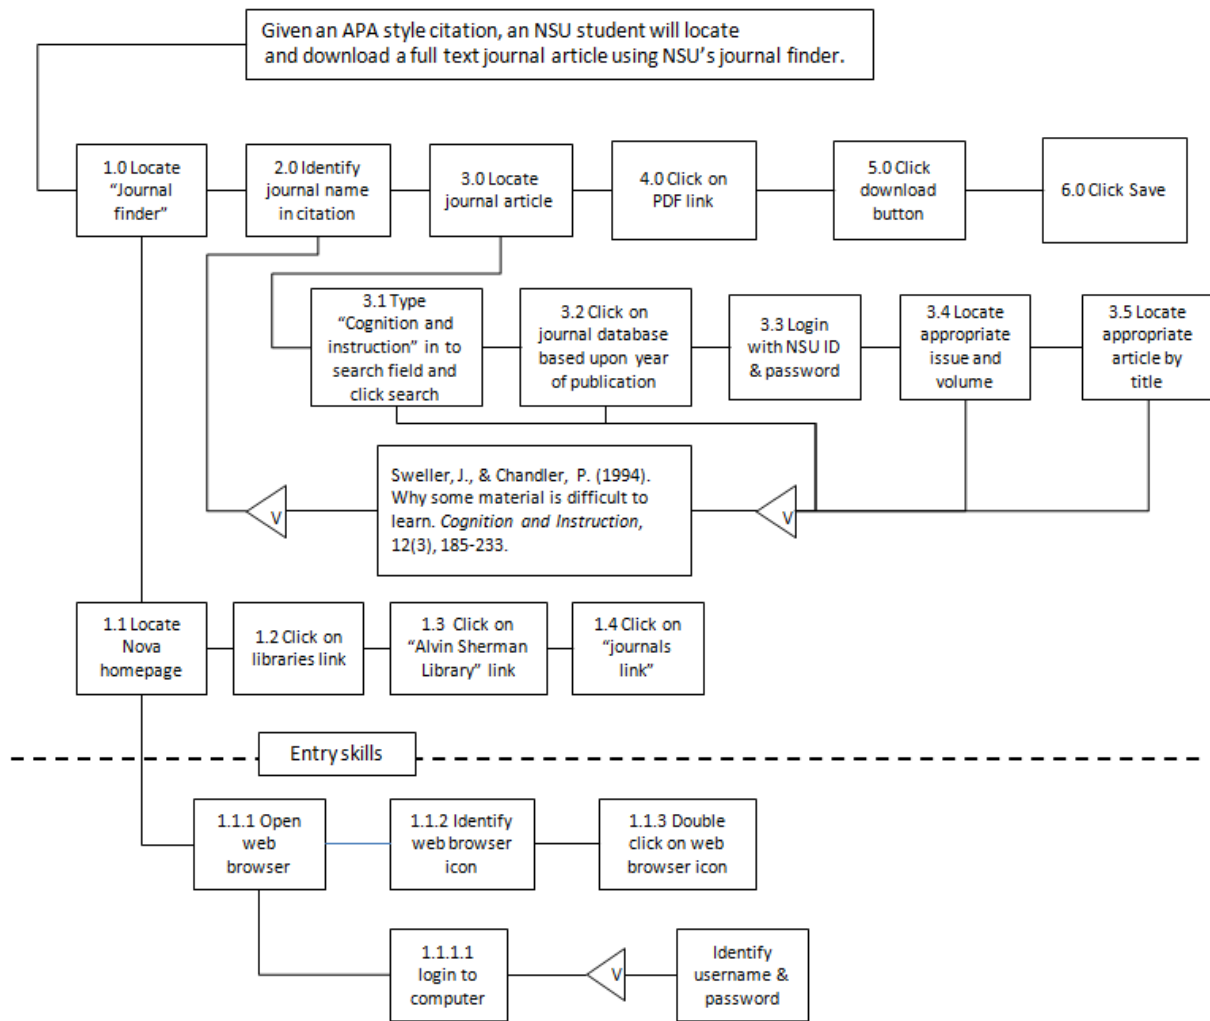 Given an APA style citation, an NSU student will locate
and download a full text journal article using NSU's journal finder.
1.0 Locate
“Journal
finder”
2.0 Identify
journal name
in citation
3.0 Locate
journal article
4.0 Click on
PDF link
5.0 Click
download
button
6.0 Click Save
3.1 Type
“Cognition and
instruction” in to
search field and
click search
3.2 Click on
journal database
based upon year
of publication
3.3 Login
with NSU ID
& password
3.4 Locate
appropriate
issue and
volume
3.5 Locate
appropriate
article by
title
V
Sweller, J., & Chandler, P. (1994).
Why some material is difficult to
learn. Cognition and Instruction,
12(3), 185-233.
V
1.1 Locate
Nova
homepage
1.2 Click on
libraries link
1.3 Click on
“Alvin Sherman
Library” link
1.4 Click on
“journals
link”
Entry skills
1.1.1 Open
web
browser
1.1.2 Identify
web browser
icon
1.1.3 Double
click on web
browser icon
1.1.1.1
login to
computer
V
Identify
username &
password